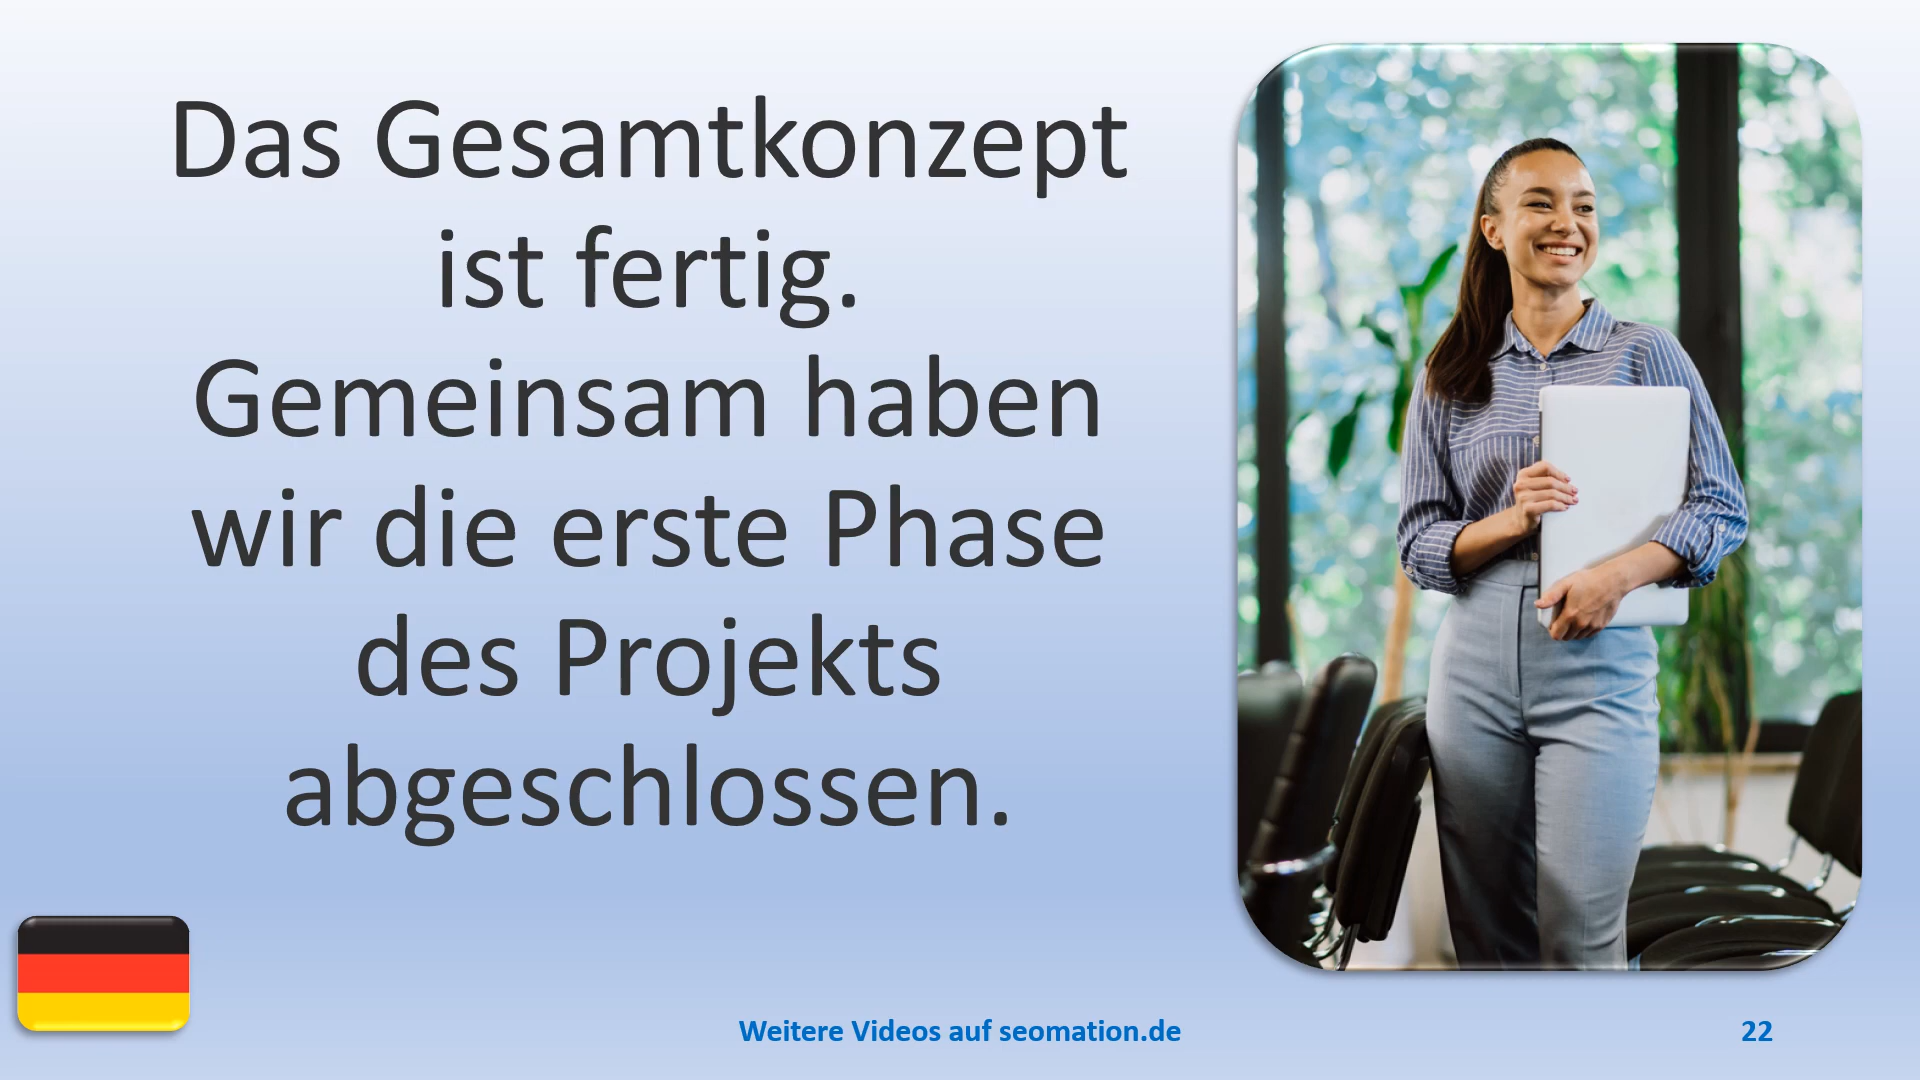 Das Gesamtkonzept
ist fertig.
Gemeinsam haben
wir die erste Phase
des Projekts
abgeschlossen.
Weitere Videos auf seomation.de
22